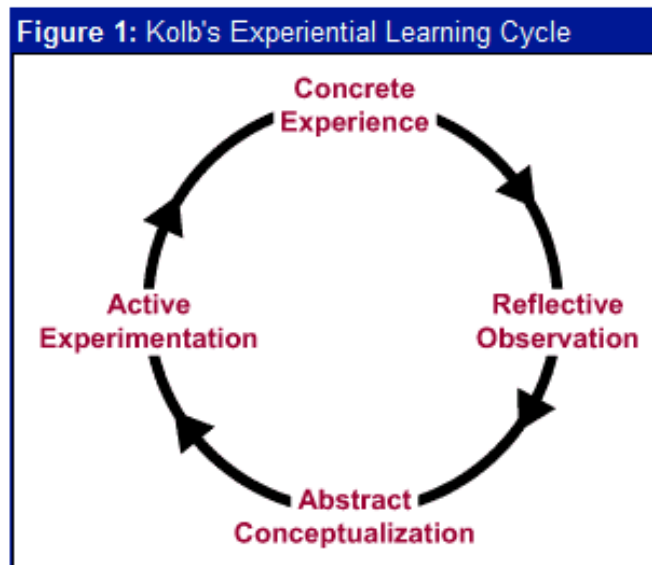 Figure 1: Kolb's Experiential Learning Cycle
Concrete
Experience
Reflective
Observation
Abstract
Conceptualization
Active
Experimentation